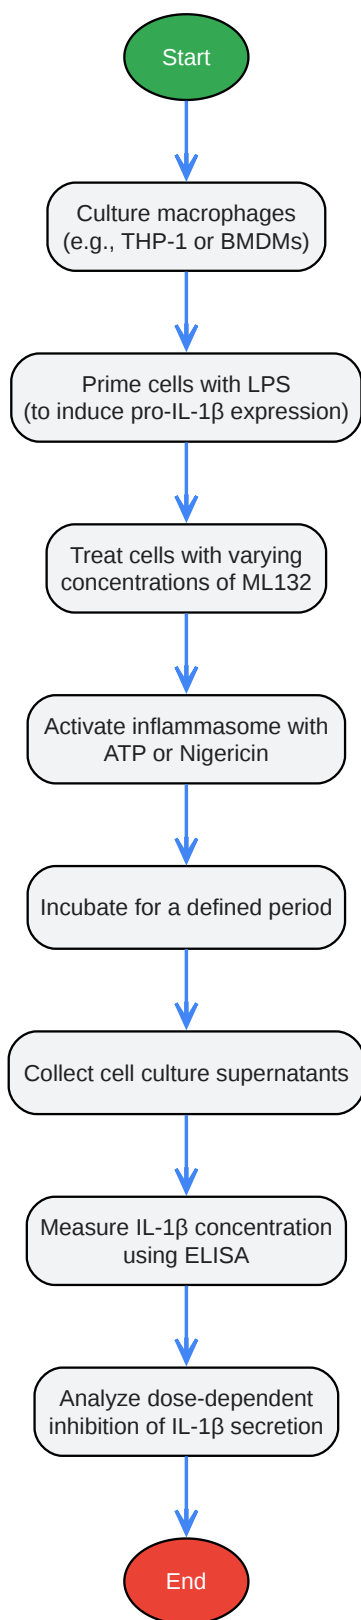 Start
Culture macrophages
(e.g., THP-1 or BMDMs)
Prime cells with LPS
(to induce pro-IL-1β expression)
Treat cells with varying
concentrations of ML132
Activate inflammasome with
ATP or Nigericin
Incubate for a defined period
Collect cell culture supernatants
Measure IL-1β concentration
using ELISA
Analyze dose-dependent
inhibition of IL-1β secretion
End